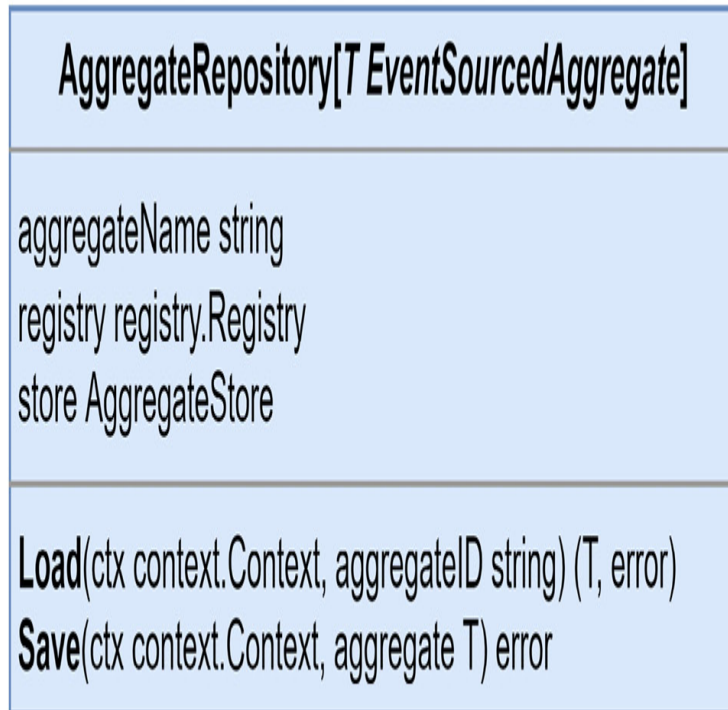 AggregateRepository[T EventSourcedAggregate]
aggregateName string
registry registry.Registry
store AggregateStore
Load(ctx context.Context, aggregateID string) (T, error)
Save(ctx context.Context, aggregate T) error